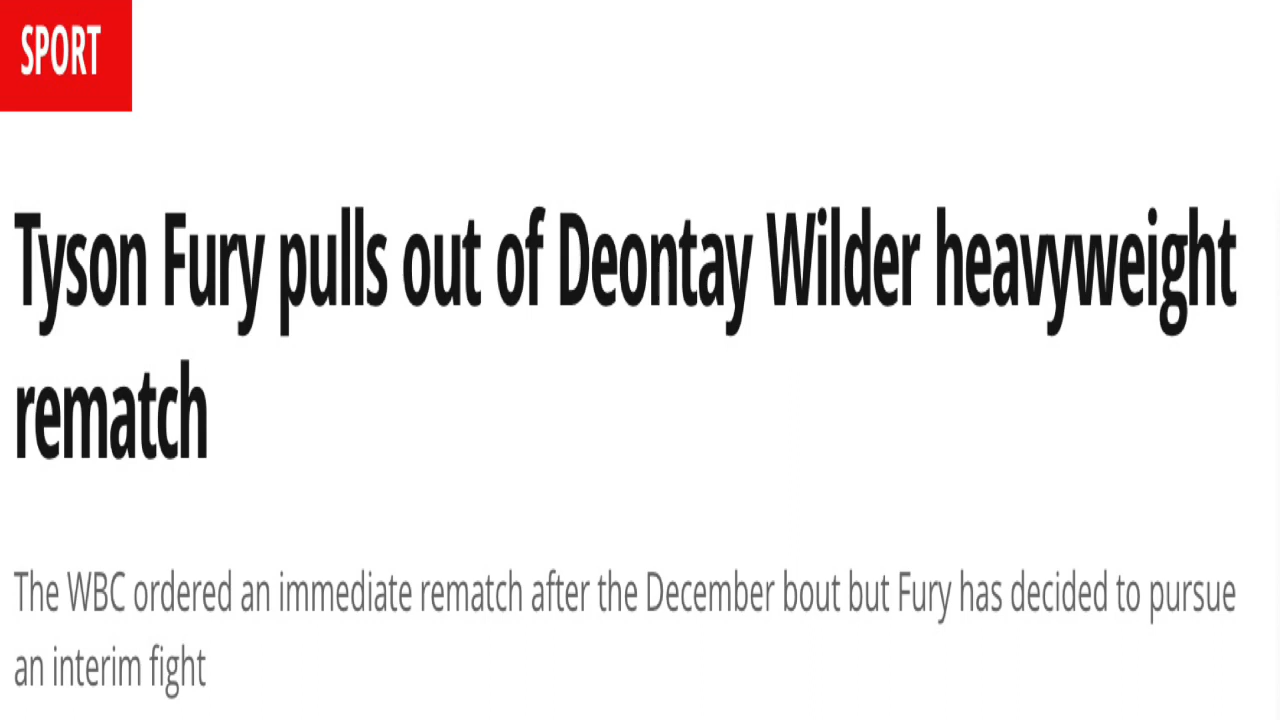 SPORT
Tyson Fury pulls out of Deontay Wilder heavyweight
rematch
The WBC ordered an immediate rematch after the December bout but Fury has decided to pursue
an interim fight